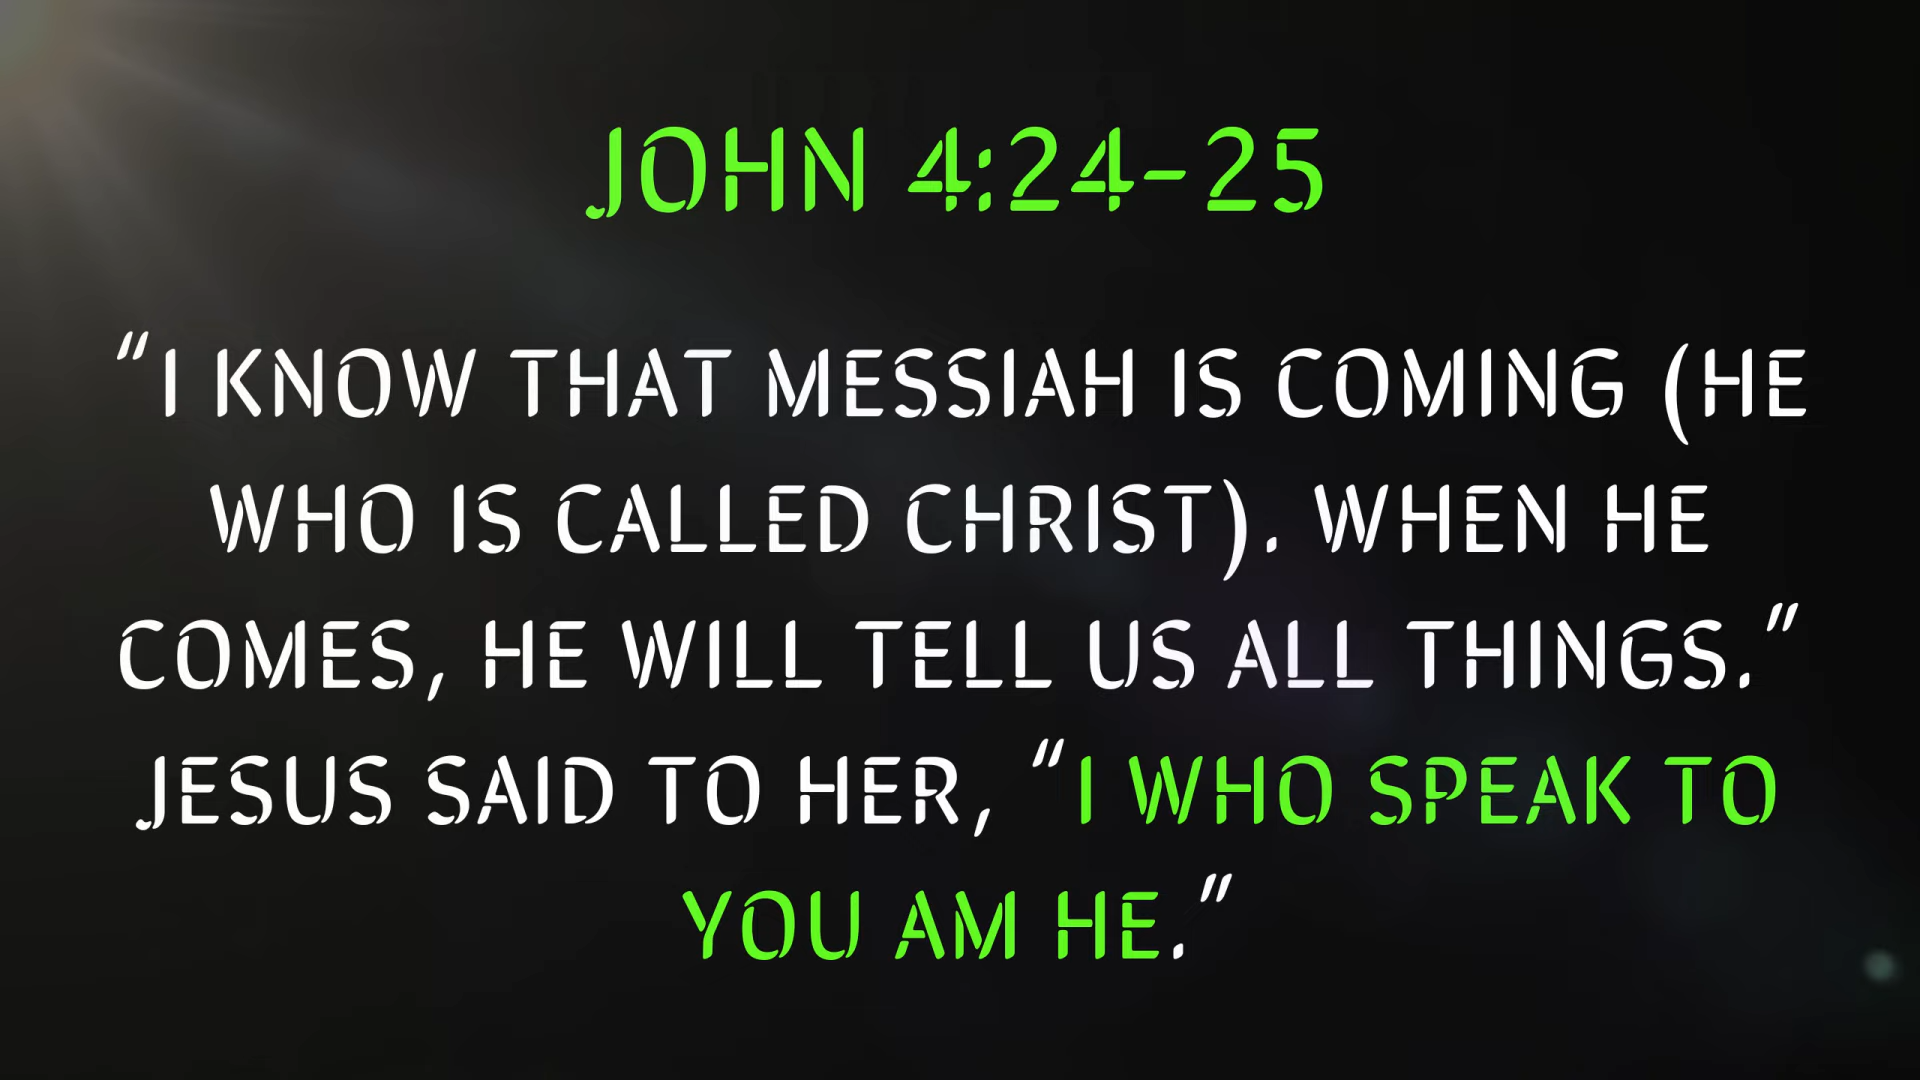 JOHN 4:24-25
“I KNOW THAT MESSIAH IS COMING (HE
WHO IS CALLED CHRIST). WHEN HE
COMES, HE WILL TELL US ALL THINGS.”
JESUS SAID TO HER, “I WHO SPEAK TO
YOU AM HE.”